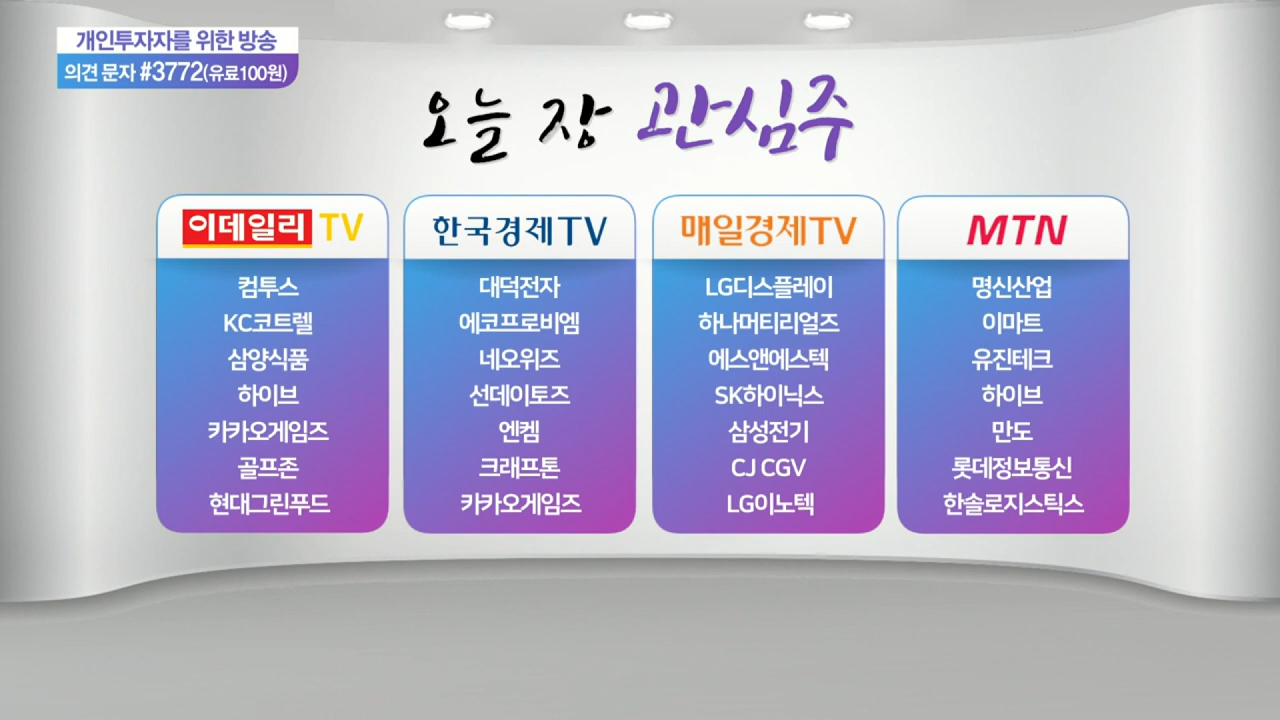 개인투자자를 위한 방송
의견 문자 #3772(유료100원)
오늘 장 관심주
이데일리 TV
컴투스
KC코트렐
삼양식품
하이브
카카오게임즈
골프존
현대그린푸드
한국경제TV
대덕전자
에코프로비엠
네오위즈
선데이토즈
엔켐
크래프톤
카카오게임즈
매일경제TV
LG디스플레이
하나머티리얼즈
에스앤에스텍
SK하이닉스
삼성전기
CJ CGV
LG이노텍
MTN
명신산업
이마트
유진테크
하이브
만도
롯데정보통신
한솔로지스틱스